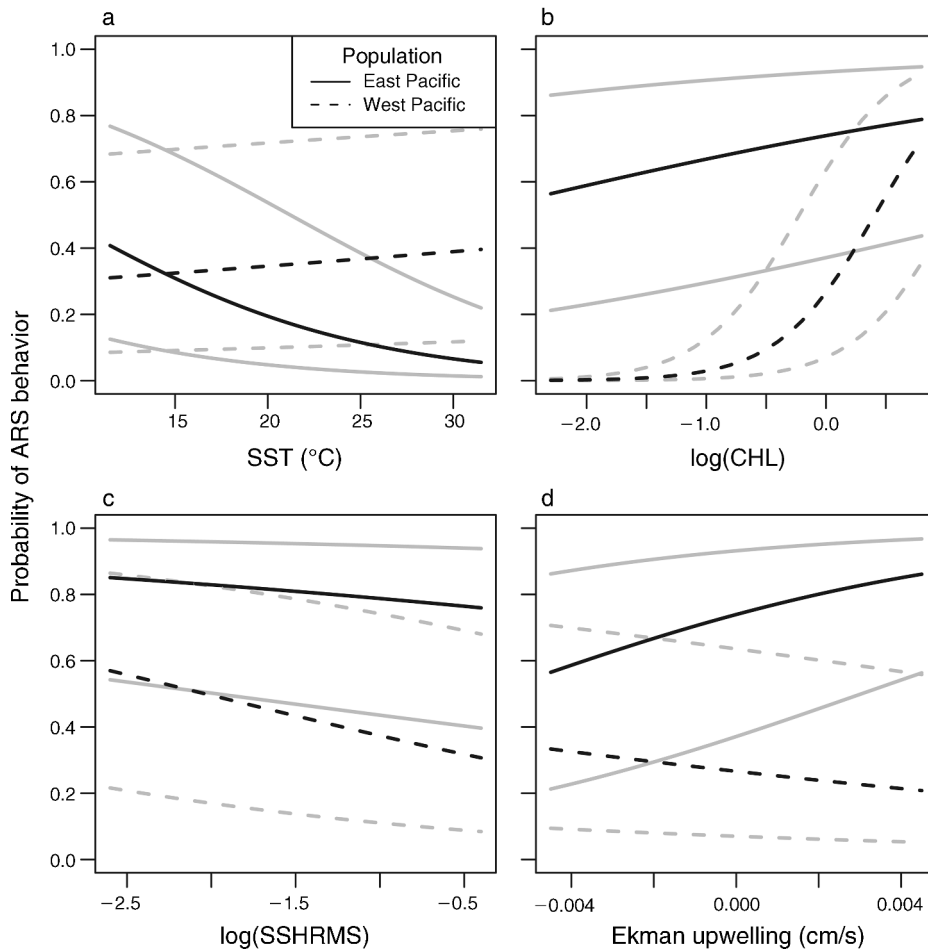 a
b
Population
East Pacific
West Pacific
1.0
0.8
0.6
0.4
0.2
0.0
15
20
25
30
SST (°C)
−2.0
−1.0
0.0
log(CHL)
Probability of ARS behavior
c
d
1.0
0.8
0.6
0.4
0.2
0.0
−2.5
−1.5
−0.5
log(SSHRMS)
−0.004
0.000
0.004
Ekman upwelling (cm/s)